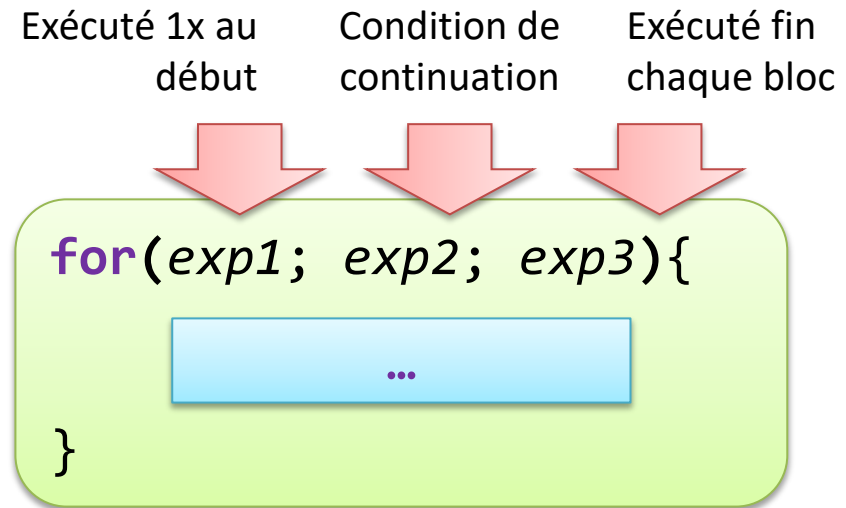 Exécuté 1x au
début
Condition de
continuation
Exécuté fin
chaque bloc
for(exp1; exp2; exp3){
…
}